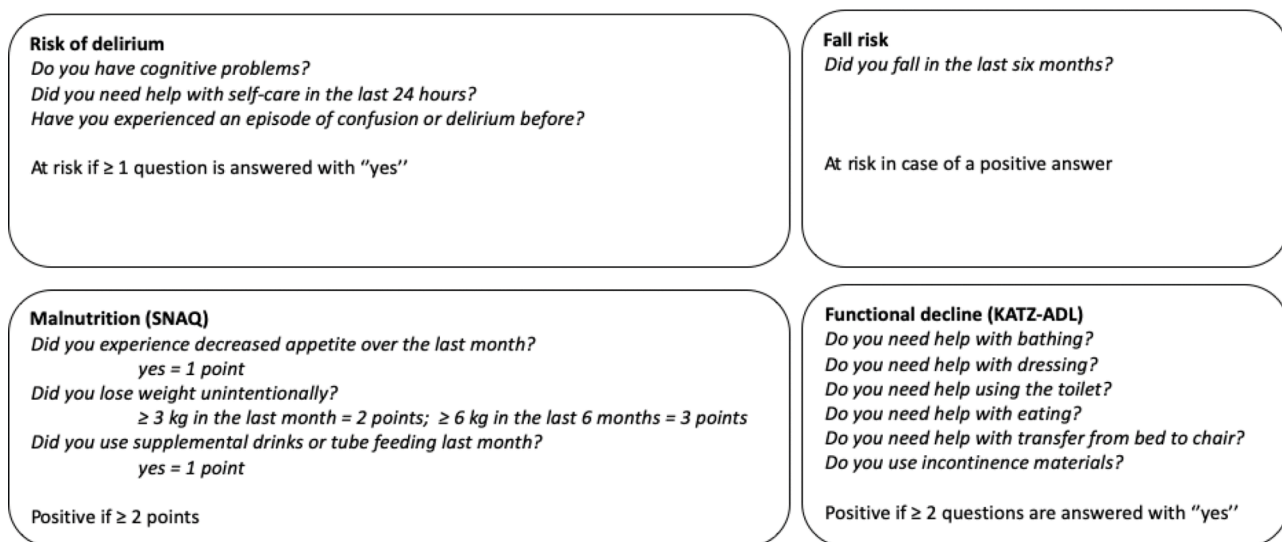 Risk of delirium
Do you have cognitive problems?
Did you need help with self-care in the last 24 hours?
Have you experienced an episode of confusion or delirium before?
At risk if ≥ 1 question is answered with “yes’’
Fall risk
Did you fall in the last six months?
At risk in case of a positive answer
Malnutrition (SNAQ)
Did you experience decreased appetite over the last month?
yes = 1 point
Did you lose weight unintentionally?
≥ 3 kg in the last month = 2 points;  ≥ 6 kg in the last 6 months = 3 points
Did you use supplemental drinks or tube feeding last month?
yes = 1 point
Positive if ≥ 2 points
Functional decline (KATZ-ADL)
Do you need help with bathing?
Do you need help with dressing?
Do you need help using the toilet?
Do you need help with eating?
Do you need help with transfer from bed to chair?
Do you use incontinence materials?
Positive if ≥ 2 questions are answered with “yes’’